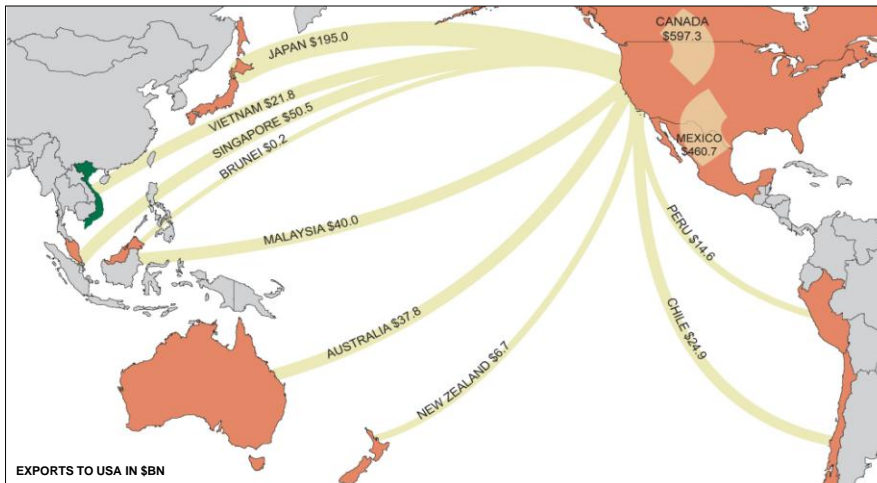 CANADA
$597.3
JAPAN $195.0
VIETNAM $21.8
SINGAPORE $50.5
BRUNEI $0.2
MEXICO
$460.7
MALAYSIA $40.0
PERU $14.6
AUSTRALIA $37.8
CHILE $24.9
NEW ZEALAND $6.7
EXPORTS TO USA IN $BN